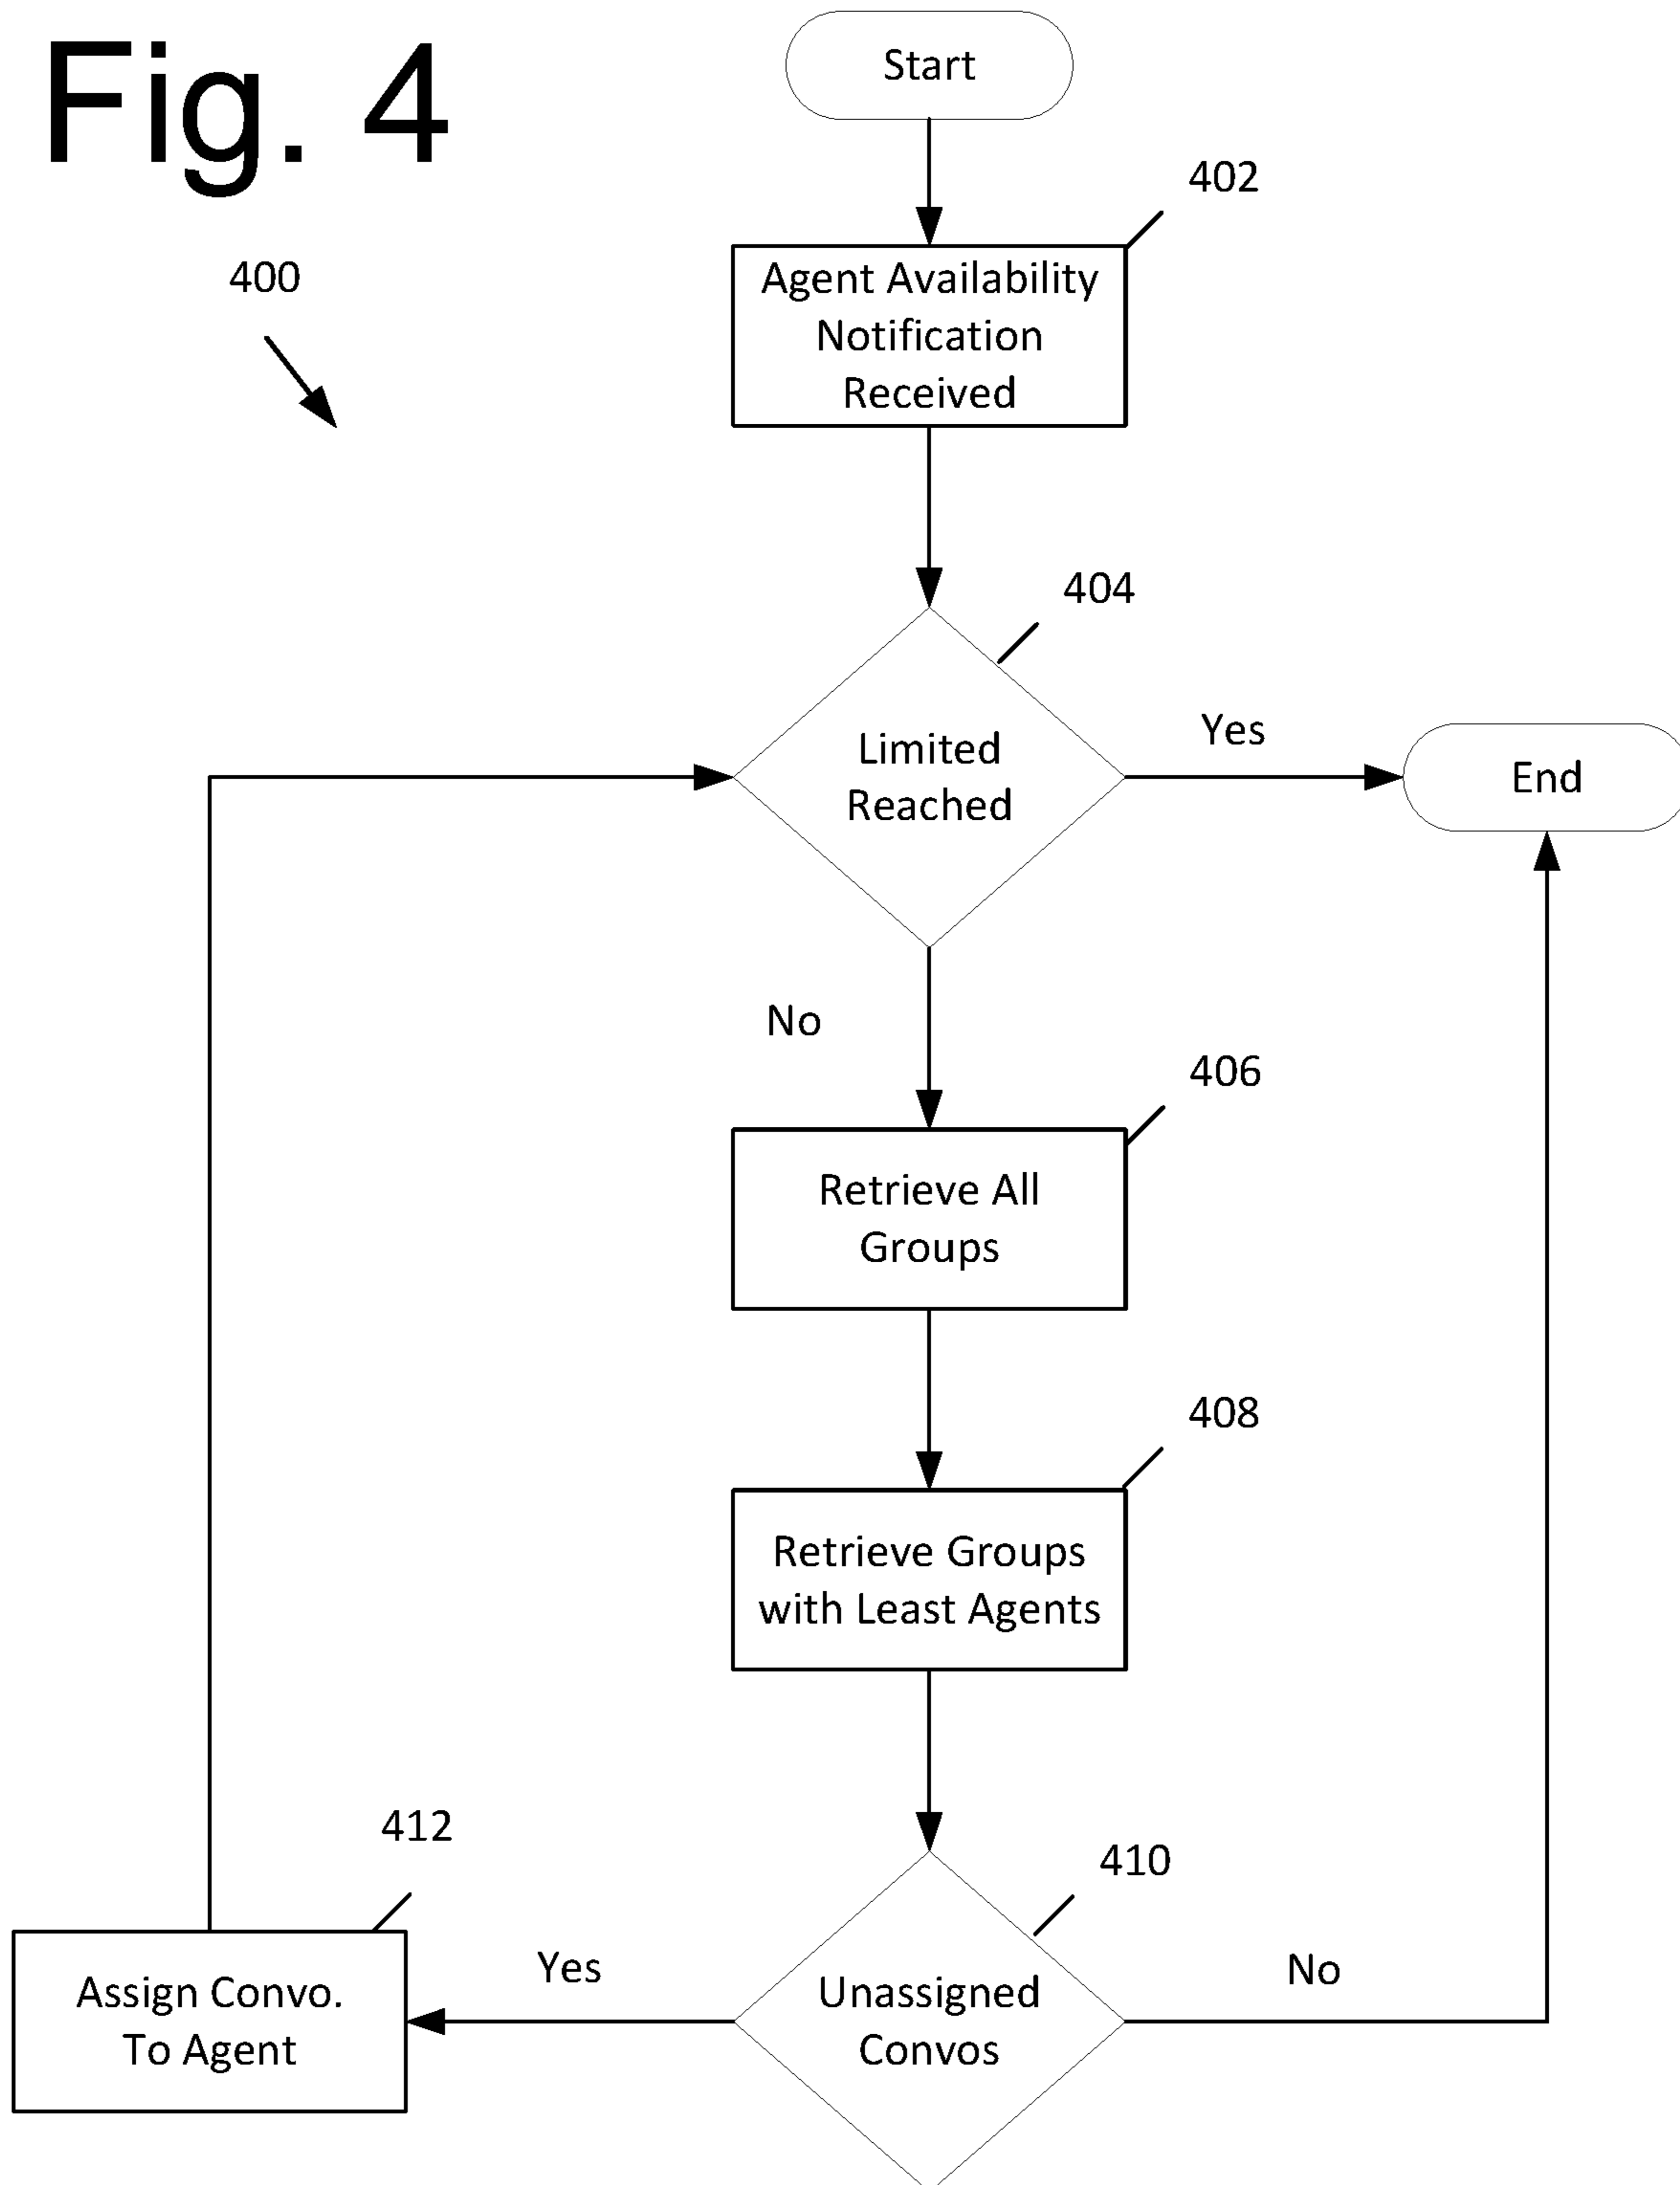 Fig. 4
Start
402
400
Agent Availability
Notification
Received
404
Limited
Reached
Yes
End
No
406
Retrieve All
Groups
408
Retrieve Groups
with Least Agents
412
410
Assign Convo.
To Agent
Yes
Unassigned
Convos
No